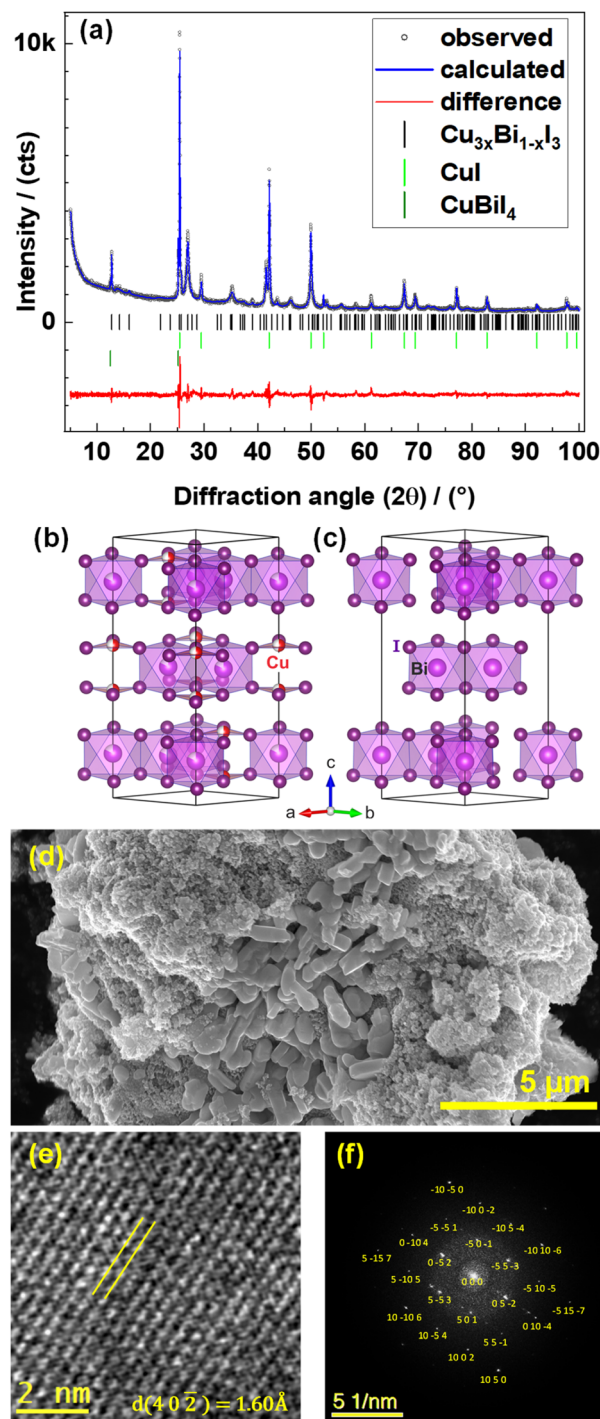 (a)
10k
0
Intensity / (cts)
observed
calculated
difference
Cu₃ₓBi₁₋ₓI₃
CuI
CuBiI₄
10 20 30 40 50 60 70 80 90 100
Diffraction angle (2θ) / (°)
(b)
(c)
Cu
I
Bi
c
a
b
(d)
5 µm
(e)
2 nm
d(4 0 2̅) = 1.60Å
(f)
-10 -5 0
-10 0 -2
-5 -5 1
-10 5 -4
0 -10 4
-5 0 -1
5 -15 7
0 -5 2
-5 5 -3
-10 10 -6
5 -10 5
0 0 0
-5 10 -5
5 -5 3
0 5 -2
-5 15 -7
10 -10 6
5 0 1
0 10 -4
10 -5 4
5 5 -1
10 0 2
10 5 0
5 1/nm